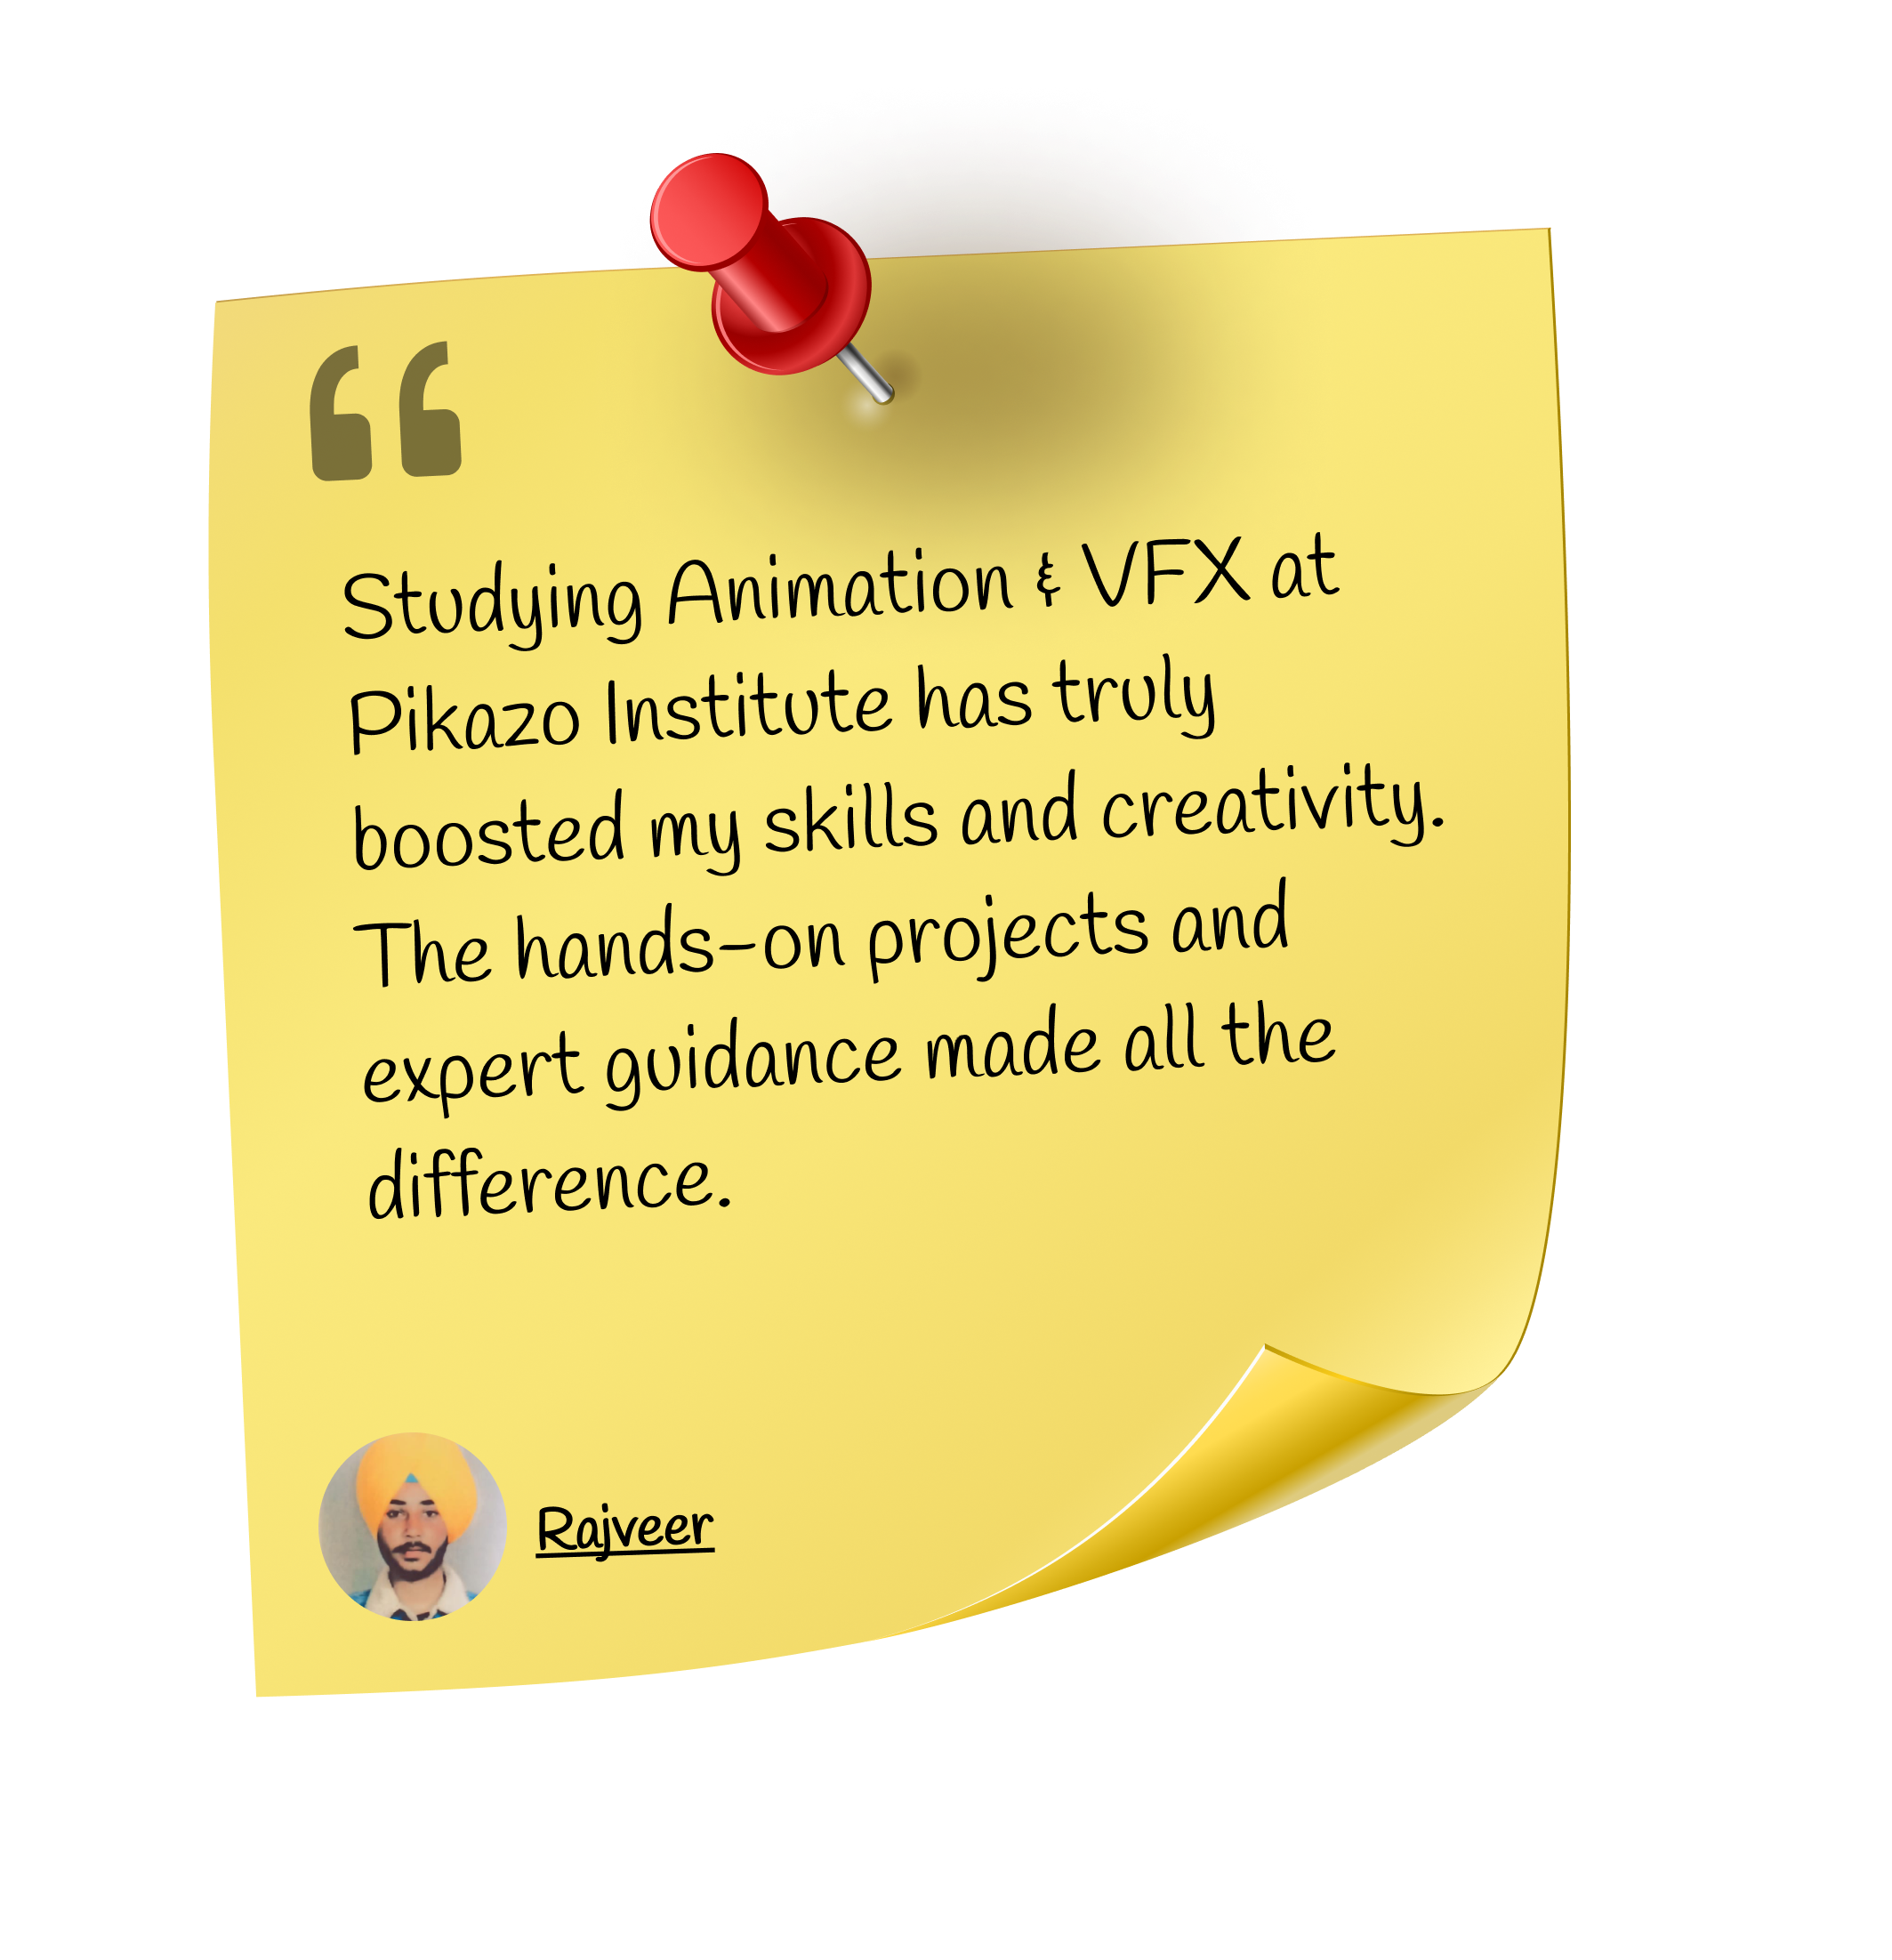 Studying Animation & VFX at
Pikazo Institute has truly
boosted my skills and creativity.
The hands-on projects and
expert guidance made all the
difference.
Rajveer